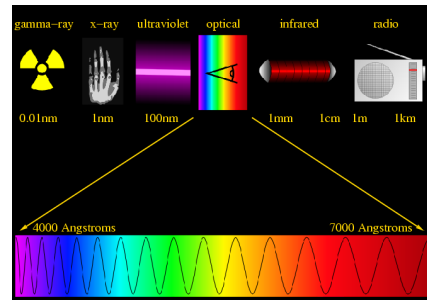 gamma-ray x-ray ultraviolet optical infrared radio
0.01nm 1nm 100nm 1mm 1cm 1m 1km
4000 Angstroms 7000 Angstroms